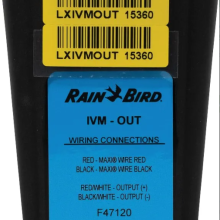 LXIVMOUT 15360
LXIVMOUT 15360
RAIN BIRD
IVM - OUT
WIRING CONNECTIONS
RED - MAXI® WIRE RED
BLACK - MAXI® WIRE BLACK
RED/WHITE - OUTPUT (+)
BLACK/WHITE - OUTPUT (-)
F47120